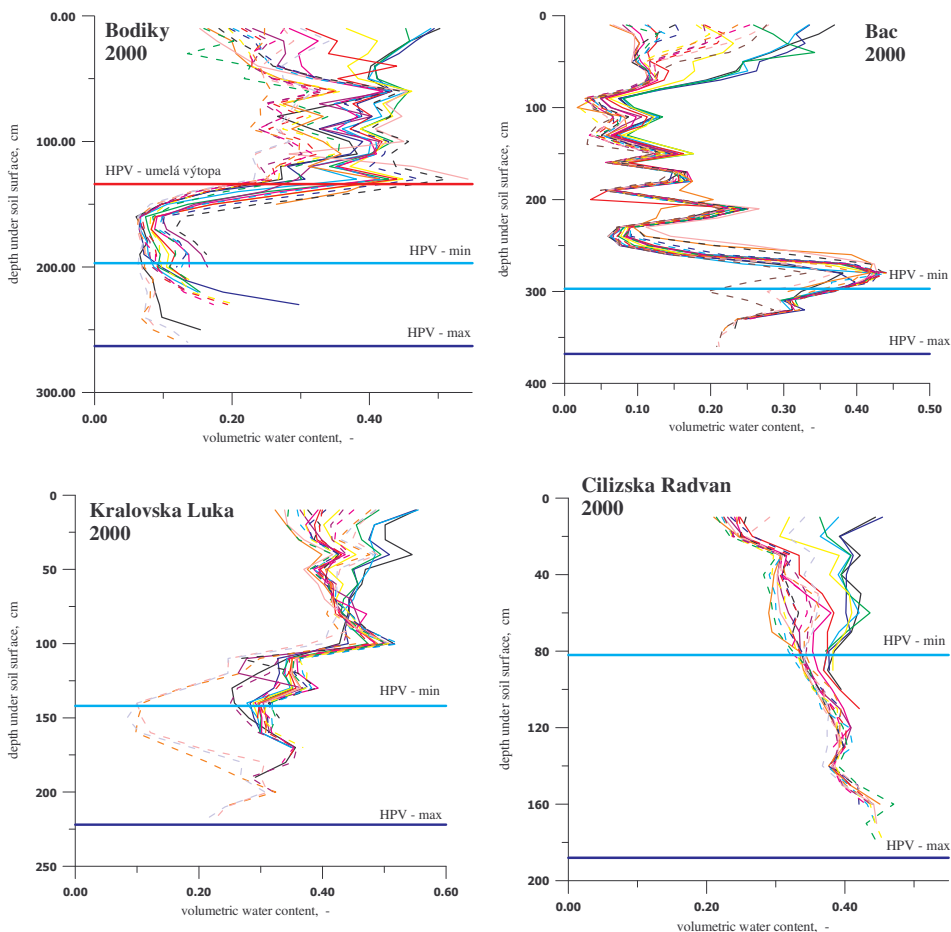 Bodiky
2000
0.00
100.00
200.00
300.00
depth under soil surface, cm
HPV - umelá výtopa
HPV - min
HPV - max
0.00 0.20 0.40
volumetric water content, -
Bac
2000
0
100
200
300
400
depth under soil surface, cm
HPV - min
HPV - max
0.00 0.10 0.20 0.30 0.40 0.50
volumetric water content, -
Kralovska Luka
2000
0
50
100
150
200
250
depth under soil surface, cm
HPV - min
HPV - max
0.00 0.20 0.40 0.60
volumetric water content, -
Cilizska Radvan
2000
0
40
80
120
160
200
depth under soil surface, cm
HPV - min
HPV - max
0.00 0.20 0.40
volumetric water content, -